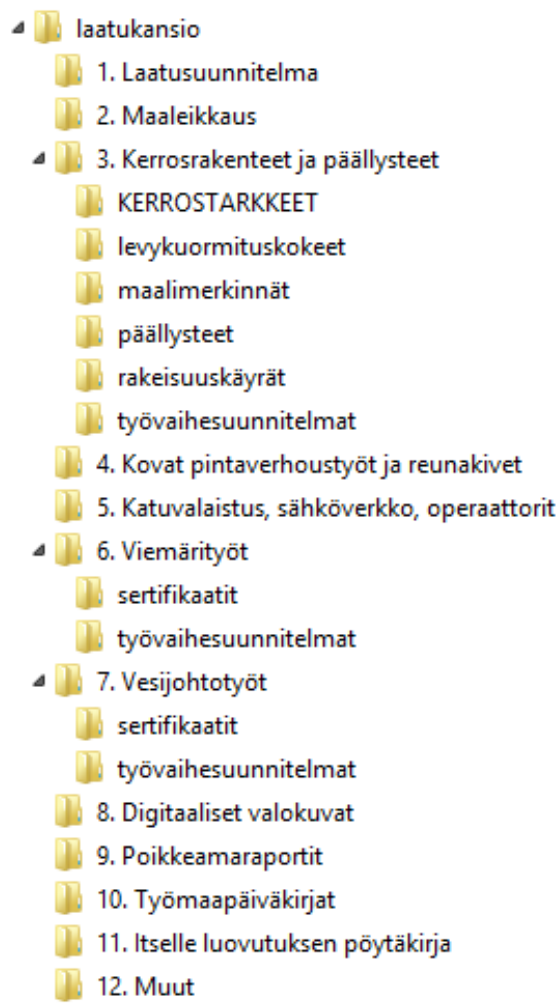 laatukansio
1. Laatusuunnitelma
2. Maaleikkaus
3. Kerrosrakenteet ja päällysteet
KERROSTARKKEET
levykuormituskokeet
maalimerkinnät
päällysteet
rakeisuuskäyrät
työvaihesuunnitelmat
4. Kovat pintaverhoustyöt ja reunakivet
5. Katuvalaistus, sähköverkko, operaattorit
6. Viemärityöt
sertifikaatit
työvaihesuunnitelmat
7. Vesijohtotyöt
sertifikaatit
työvaihesuunnitelmat
8. Digitaaliset valokuvat
9. Poikkeamaraportit
10. Työmaapäiväkirjat
11. Itselle luovutuksen pöytäkirja
12. Muut